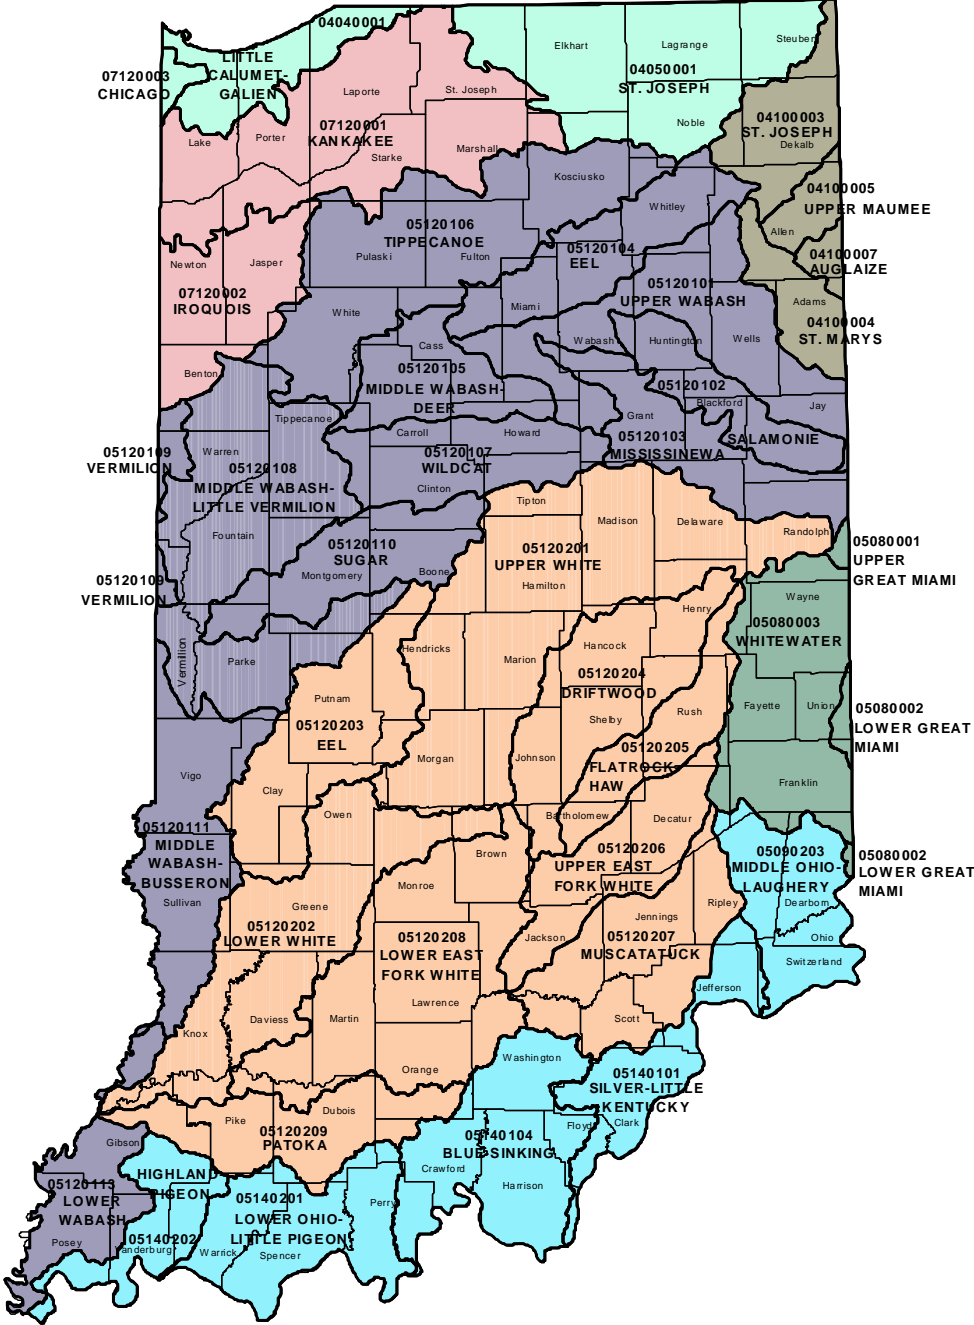 04040001
LITTLE
CALUMET-
GALIEN
07120003
CHICAGO
Elkhart
Lagrange
Steuben
04050001
ST. JOSEPH
Laporte
St. Joseph
Noble
07120001
KANKAKEE
Lake
Porter
Starke
Marshall
04100003
ST. JOSEPH
Dekalb
Kosciusko
04100005
UPPER MAUMEE
Whitley
05120106
TIPPECANOE
Pulaski
Fulton
05120104
EEL
Allen
04100007
AUGLAIZE
Newton
Jasper
07120002
IROQUOIS
05120101
UPPER WABASH
Adams
04100004
ST. MARYS
White
Miami
Cass
Wabash
Huntington
Wells
Benton
05120105
MIDDLE WABASH-
DEER
05120102
Blackford
Jay
Tippecanoe
Carroll
Howard
Grant
05120103
MISSISSINEWA
SALAMONIE
05120109
VERMILION
Warren
05120108
MIDDLE WABASH-
LITTLE VERMILION
05120107
WILDCAT
Clinton
Tipton
Madison
Delaware
Randolph
Fountain
05120110
SUGAR
Montgomery
Boone
05120201
UPPER WHITE
Hamilton
05080001
UPPER
GREAT MIAMI
05120109
VERMILION
Wayne
05080003
WHITEWATER
Henry
Hendricks
Marion
Hancock
Vermillion
Parke
05120204
DRIFTWOOD
Putnam
05120203
EEL
Shelby
Rush
Fayette
Union
05080002
LOWER GREAT
MIAMI
Vigo
Morgan
Johnson
05120205
FLATROCK-
HAW
Franklin
Clay
Owen
Bartholomew
Decatur
05120111
MIDDLE
WABASH-
BUSSERON
Brown
05120206
UPPER EAST
FORK WHITE
05090203
MIDDLE OHIO-
LAUGHERY
05080002
LOWER GREAT
MIAMI
Sullivan
Greene
Monroe
Ripley
Dearborn
05120202
LOWER WHITE
05120208
LOWER EAST
FORK WHITE
Jackson
Jennings
05120207
MUSCATATUCK
Ohio
Switzerland
Jefferson
Lawrence
Knox
Daviess
Martin
Scott
Orange
Washington
05140101
SILVER-LITTLE
KENTUCKY
Pike
Dubois
05120209
PATOKA
Floyd
Clark
Gibson
05140104
BLUE-SINKING
Crawford
Harrison
HIGHLAND-
PIGEON
05120113
LOWER
WABASH
05140201
LOWER OHIO-
LITTLE PIGEON
Perry
Posey
05140202
Vanderburg
Warrick
Spencer